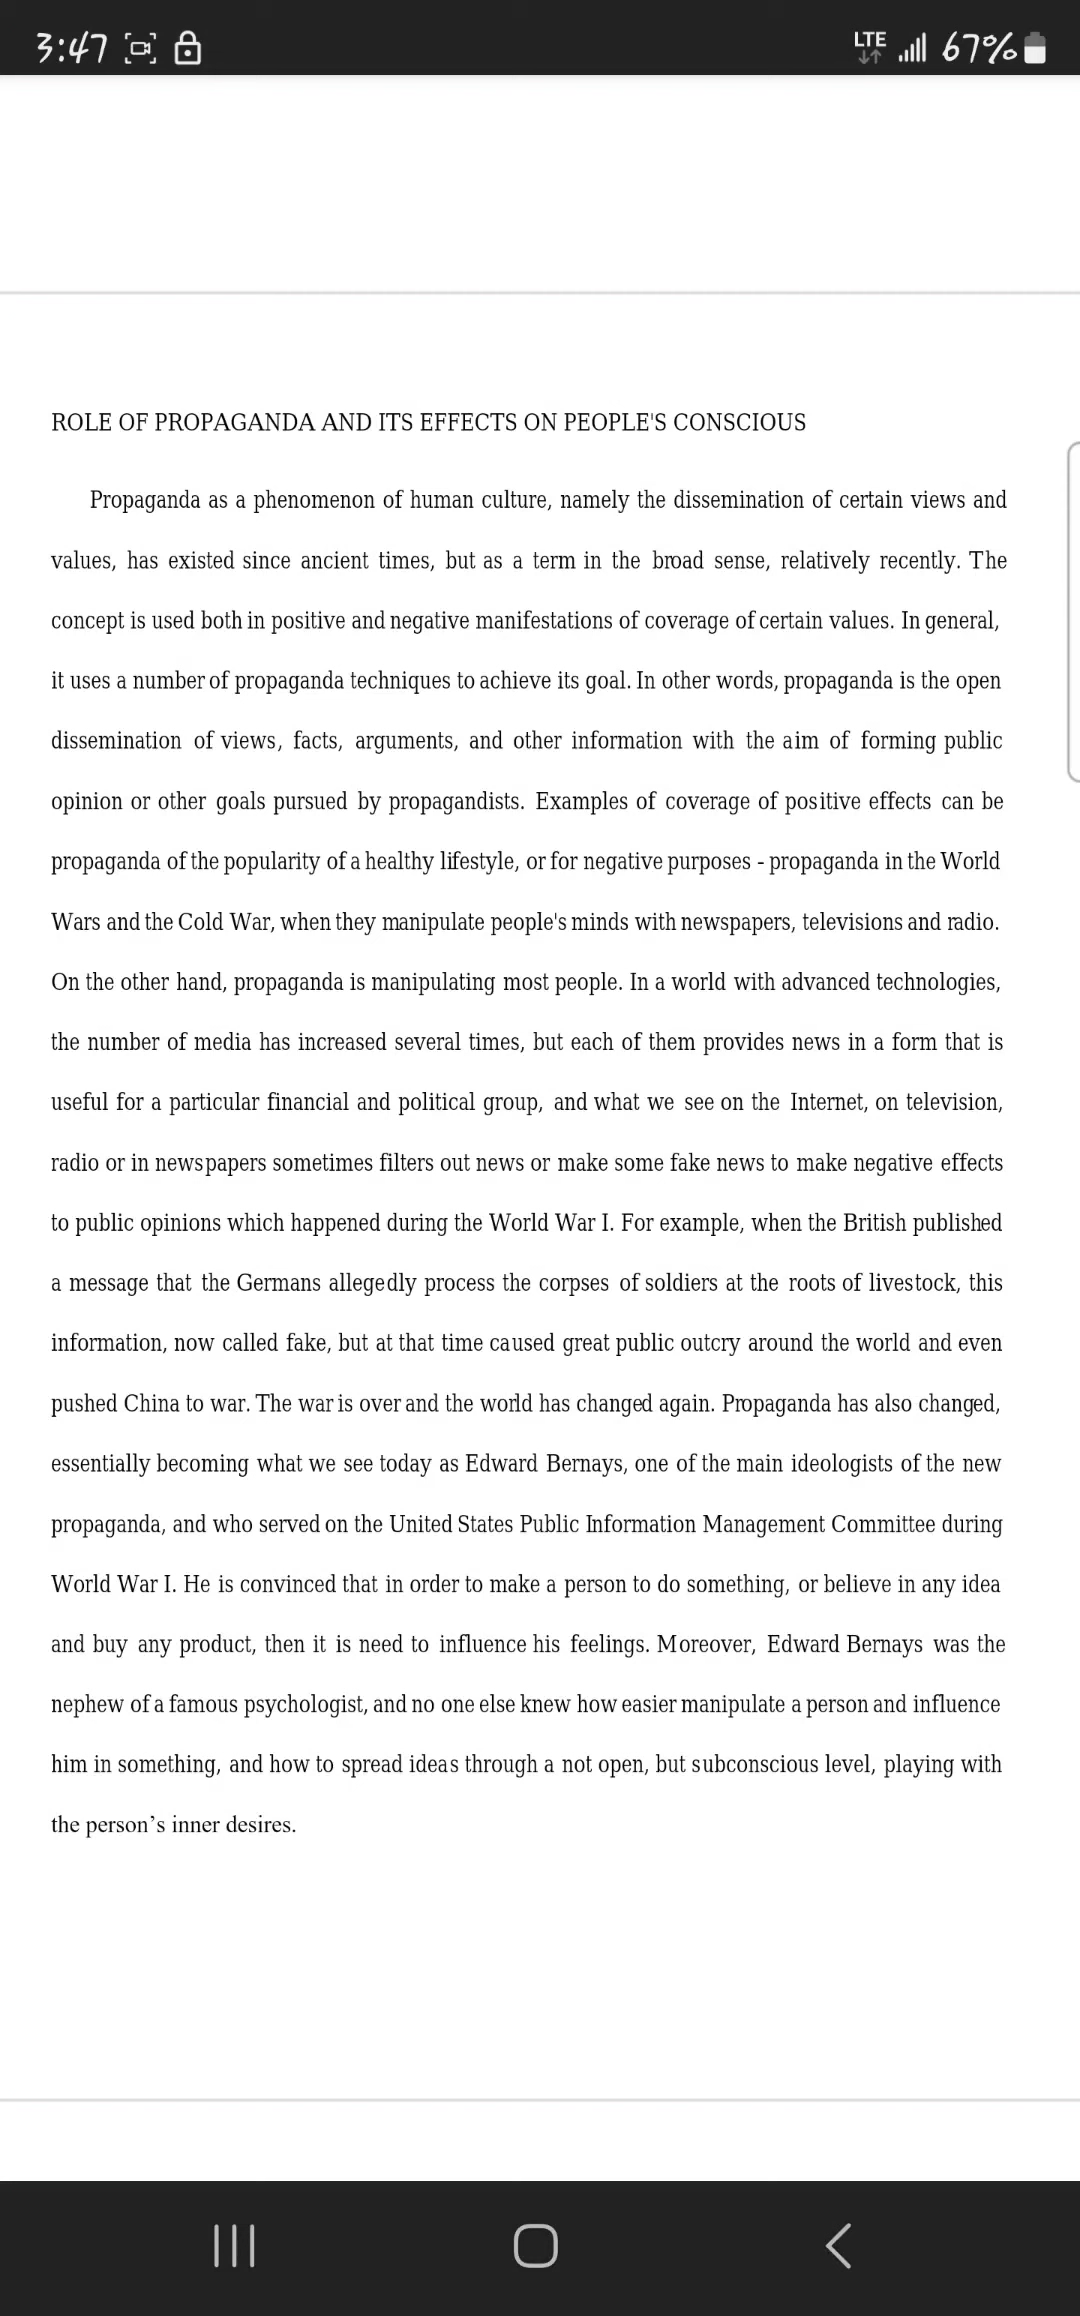 3:47
LTE 67%
ROLE OF PROPAGANDA AND ITS EFFECTS ON PEOPLE'S CONSCIOUS
Propaganda as a phenomenon of human culture, namely the dissemination of certain views and
values, has existed since ancient times, but as a term in the broad sense, relatively recently. The
concept is used both in positive and negative manifestations of coverage of certain values. In general,
it uses a number of propaganda techniques to achieve its goal. In other words, propaganda is the open
dissemination of views, facts, arguments, and other information with the aim of forming public
opinion or other goals pursued by propagandists. Examples of coverage of positive effects can be
propaganda of the popularity of a healthy lifestyle, or for negative purposes - propaganda in the World
Wars and the Cold War, when they manipulate people's minds with newspapers, televisions and radio.
On the other hand, propaganda is manipulating most people. In a world with advanced technologies,
the number of media has increased several times, but each of them provides news in a form that is
useful for a particular financial and political group, and what we see on the Internet, on television,
radio or in newspapers sometimes filters out news or make some fake news to make negative effects
to public opinions which happened during the World War I. For example, when the British published
a message that the Germans allegedly process the corpses of soldiers at the roots of livestock, this
information, now called fake, but at that time caused great public outcry around the world and even
pushed China to war. The war is over and the world has changed again. Propaganda has also changed,
essentially becoming what we see today as Edward Bernays, one of the main ideologists of the new
propaganda, and who served on the United States Public Information Management Committee during
World War I. He is convinced that in order to make a person to do something, or believe in any idea
and buy any product, then it is need to influence his feelings. Moreover, Edward Bernays was the
nephew of a famous psychologist, and no one else knew how easier manipulate a person and influence
him in something, and how to spread ideas through a not open, but subconscious level, playing with
the person’s inner desires.